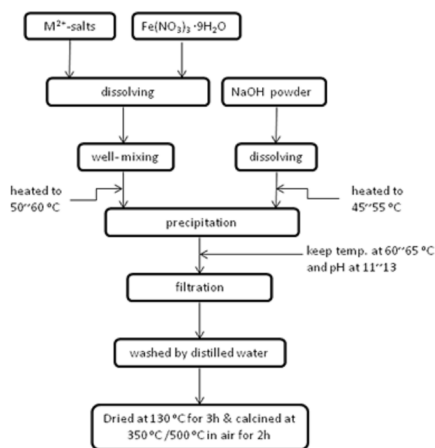 M²⁺-salts
Fe(NO₃)₃ ·9H₂O
dissolving
NaOH powder
well-mixing
dissolving
heated to
50~60 °C
heated to
45~55 °C
precipitation
keep temp. at 60~65 °C
and pH at 11~13
filtration
washed by distilled water
Dried at 130 °C for 3h & calcined at
350 °C /500 °C in air for 2h